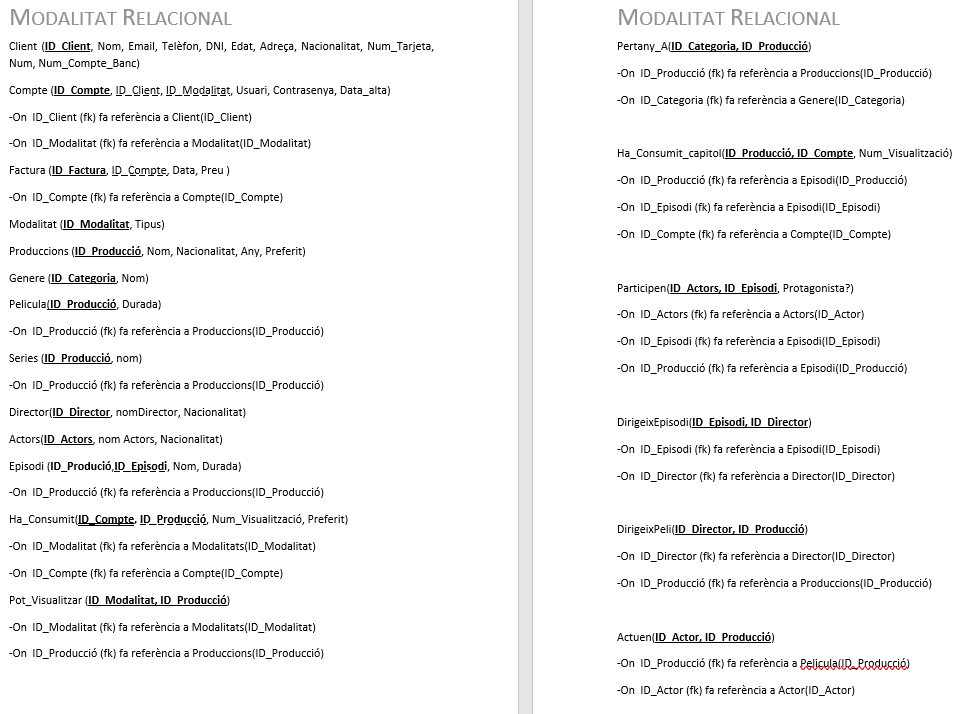 MODALITAT RELACIONAL
Client (ID_Client, Nom, Email, Telèfon, DNI, Edat, Adreça, Nacionalitat, Num_Tarjeta,
Num, Num_Compte_Banc)
Compte (ID_Compte, ID_Client, ID_Modalitat, Usuari, Contrasenya, Data_alta)
-On ID_Client (fk) fa referència a Client(ID_Client)
-On ID_Modalitat (fk) fa referència a Modalitat(ID_Modalitat)
Factura (ID_Factura, ID_Compte, Data, Preu )
-On ID_Compte (fk) fa referència a Compte(ID_Compte)
Modalitat (ID_Modalitat, Tipus)
Produccions (ID_Producció, Nom, Nacionalitat, Any, Preferit)
Genere (ID_Categoria, Nom)
Pelicula(ID_Producció, Durada)
-On ID_Producció (fk) fa referència a Produccions(ID_Producció)
Series (ID_Producció, nom)
-On ID_Producció (fk) fa referència a Produccions(ID_Producció)
Director(ID_Director, nomDirector, Nacionalitat)
Actors(ID_Actors, nom Actors, Nacionalitat)
Episodi (ID_Produció,ID_Episodi, Nom, Durada)
-On ID_Producció (fk) fa referència a Produccions(ID_Producció)
Ha_Consumit(ID_Compte, ID_Producció, Num_Visualització, Preferit)
-On ID_Modalitat (fk) fa referència a Modalitats(ID_Modalitat)
-On ID_Compte (fk) fa referència a Compte(ID_Compte)
Pot_Visualitzar (ID_Modalitat, ID_Producció)
-On ID_Modalitat (fk) fa referència a Modalitats(ID_Modalitat)
-On ID_Producció (fk) fa referència a Produccions(ID_Producció)
MODALITAT RELACIONAL
Pertany_A(ID_Categoria, ID_Producció)
-On ID_Producció (fk) fa referència a Produccions(ID_Producció)
-On ID_Categoria (fk) fa referència a Genere(ID_Categoria)
Ha_Consumit_capitol(ID_Producció, ID_Compte, Num_Visualització)
-On ID_Producció (fk) fa referència a Episodi(ID_Producció)
-On ID_Episodi (fk) fa referència a Episodi(ID_Episodi)
-On ID_Compte (fk) fa referència a Compte(ID_Compte)
Participen(ID_Actors, ID_Episodi, Protagonista?)
-On ID_Actors (fk) fa referència a Actors(ID_Actor)
-On ID_Episodi (fk) fa referència a Episodi(ID_Episodi)
-On ID_Producció (fk) fa referència a Episodi(ID_Producció)
DirigeixEpisodi(ID_Episodi, ID_Director)
-On ID_Episodi (fk) fa referència a Episodi(ID_Episodi)
-On ID_Director (fk) fa referència a Director(ID_Director)
DirigeixPeli(ID_Director, ID_Producció)
-On ID_Director (fk) fa referència a Director(ID_Director)
-On ID_Producció (fk) fa referència a Produccions(ID_Producció)
Actuen(ID_Actor, ID_Producció)
-On ID_Producció (fk) fa referència a Pelicula(ID_Producció)
-On ID_Actor (fk) fa referència a Actor(ID_Actor)